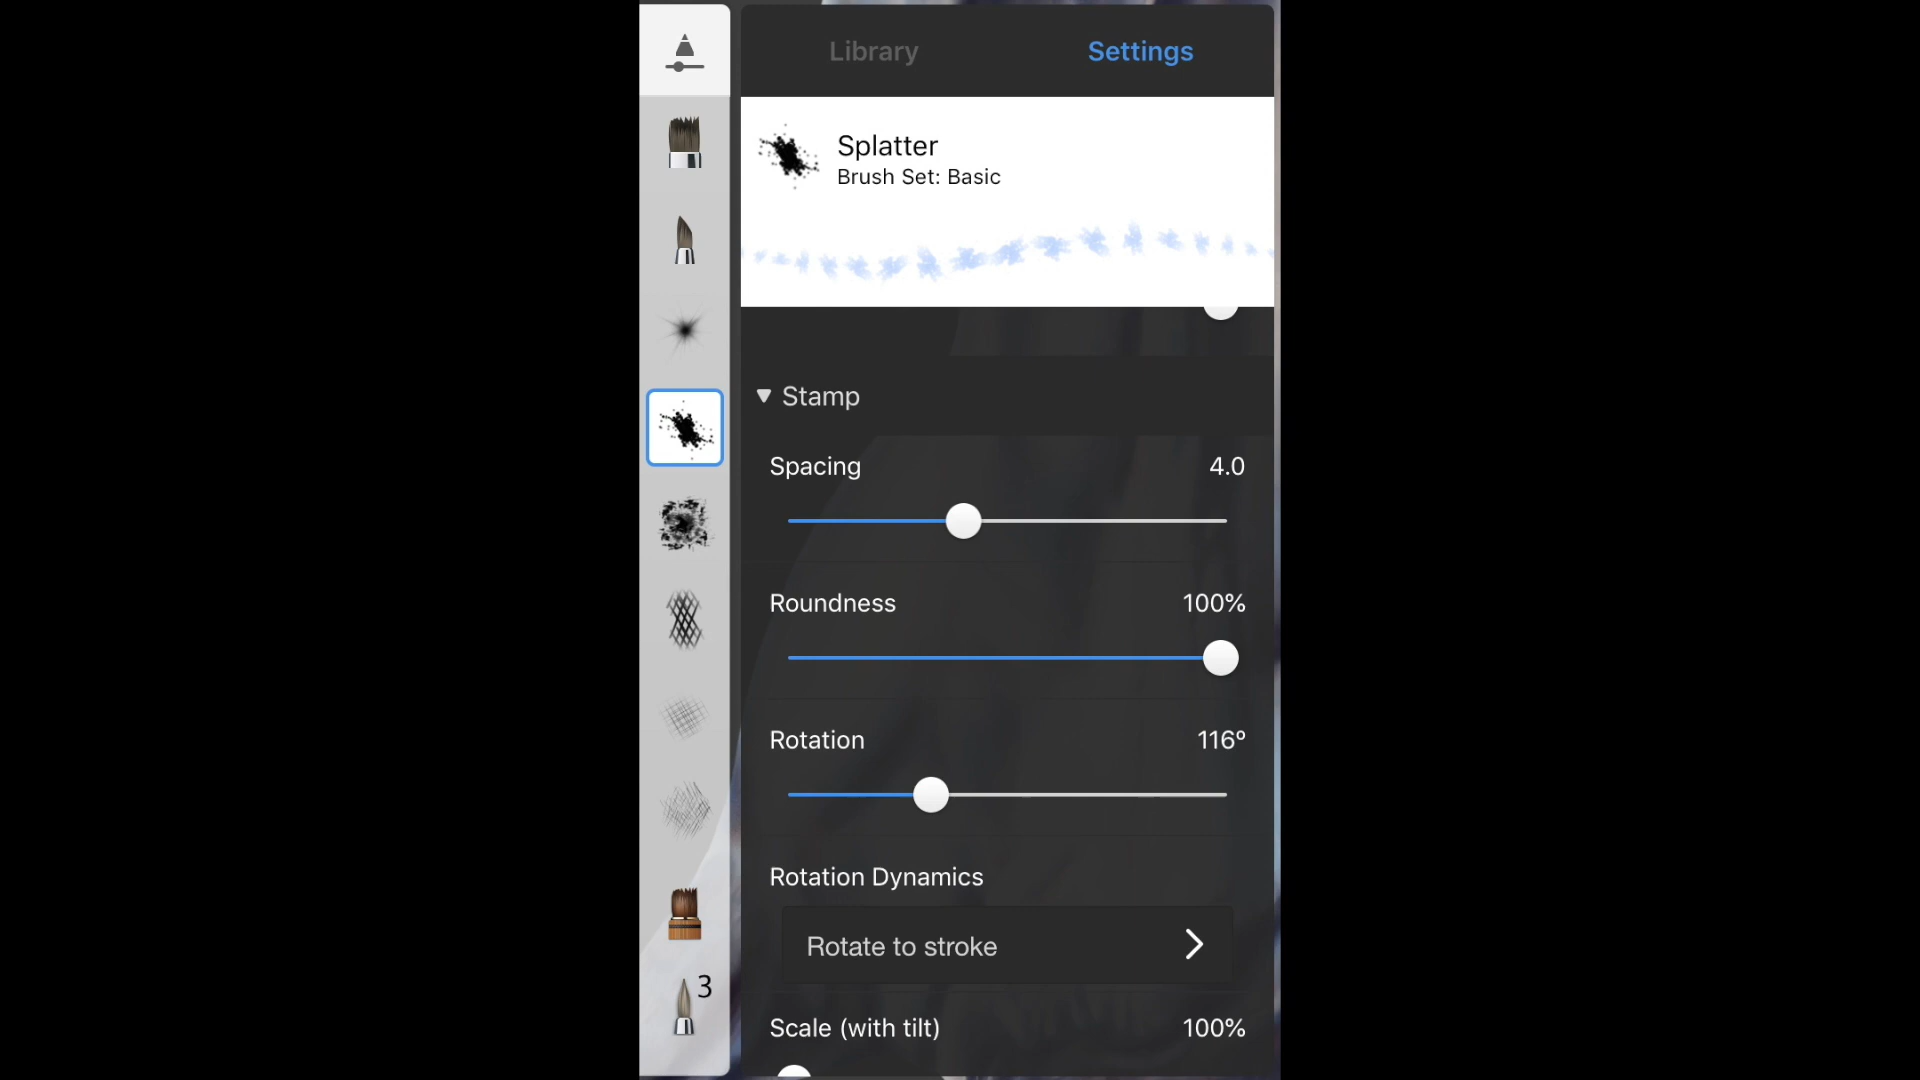 Library
Settings
Splatter
Brush Set: Basic
Stamp
Spacing
4.0
Roundness
100%
Rotation
116º
Rotation Dynamics
Rotate to stroke
3
Scale (with tilt)
100%